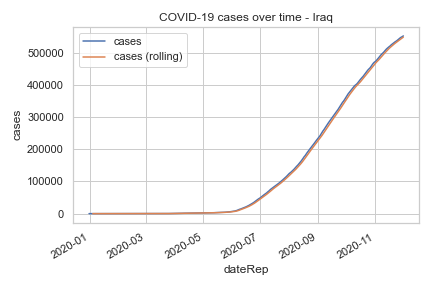 COVID-19 cases over time - Iraq
cases
cases (rolling)
500000
400000
300000
200000
100000
0
cases
2020-01
2020-03
2020-05
2020-07
2020-09
2020-11
dateRep